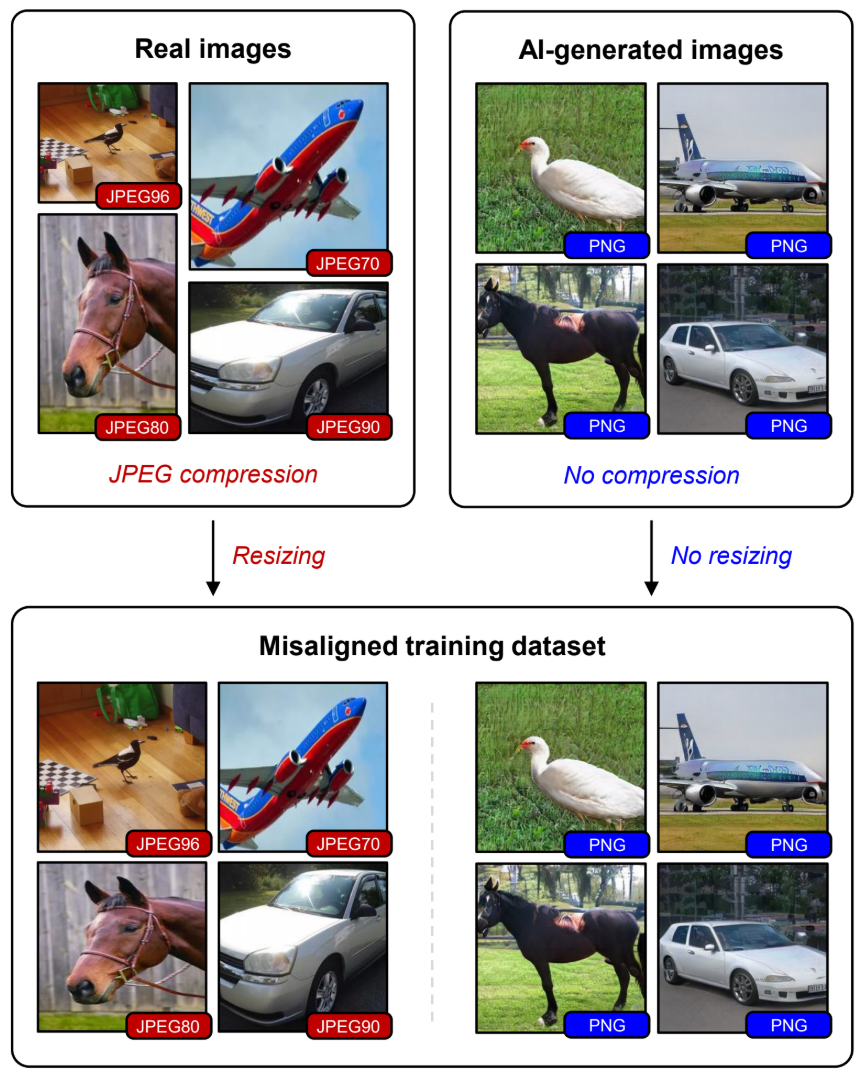 Real images
JPEG96
JPEG70
JPEG80
JPEG90
JPEG compression
AI-generated images
PNG
PNG
PNG
PNG
No compression
Resizing
No resizing
Misaligned training dataset
JPEG96
JPEG70
JPEG80
JPEG90
PNG
PNG
PNG
PNG